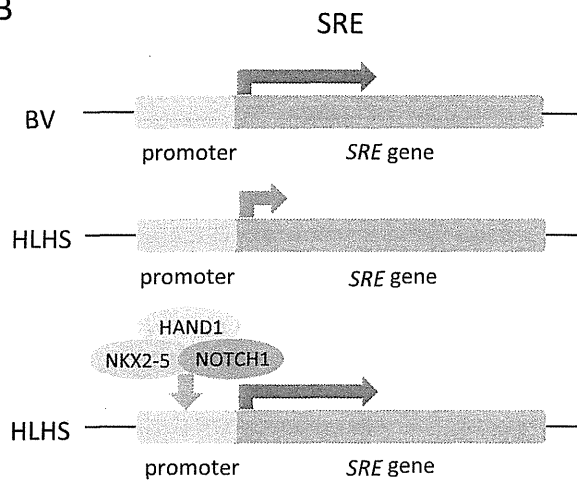 B
SRE
BV
promoter SRE gene
HLHS
promoter SRE gene
HAND1
NKX2-5 NOTCH1
HLHS
promoter SRE gene